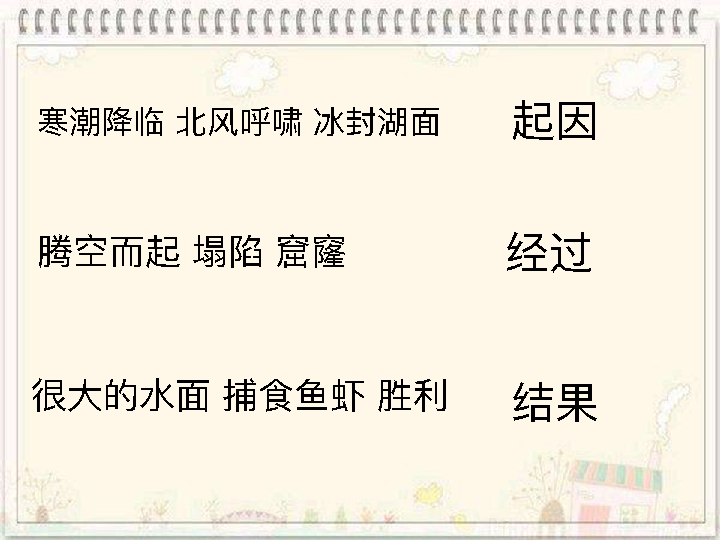 寒潮降临 北风呼啸 冰封湖面 起因
腾空而起 塌陷 窟窿 经过
很大的水面 捕食鱼虾 胜利 结果